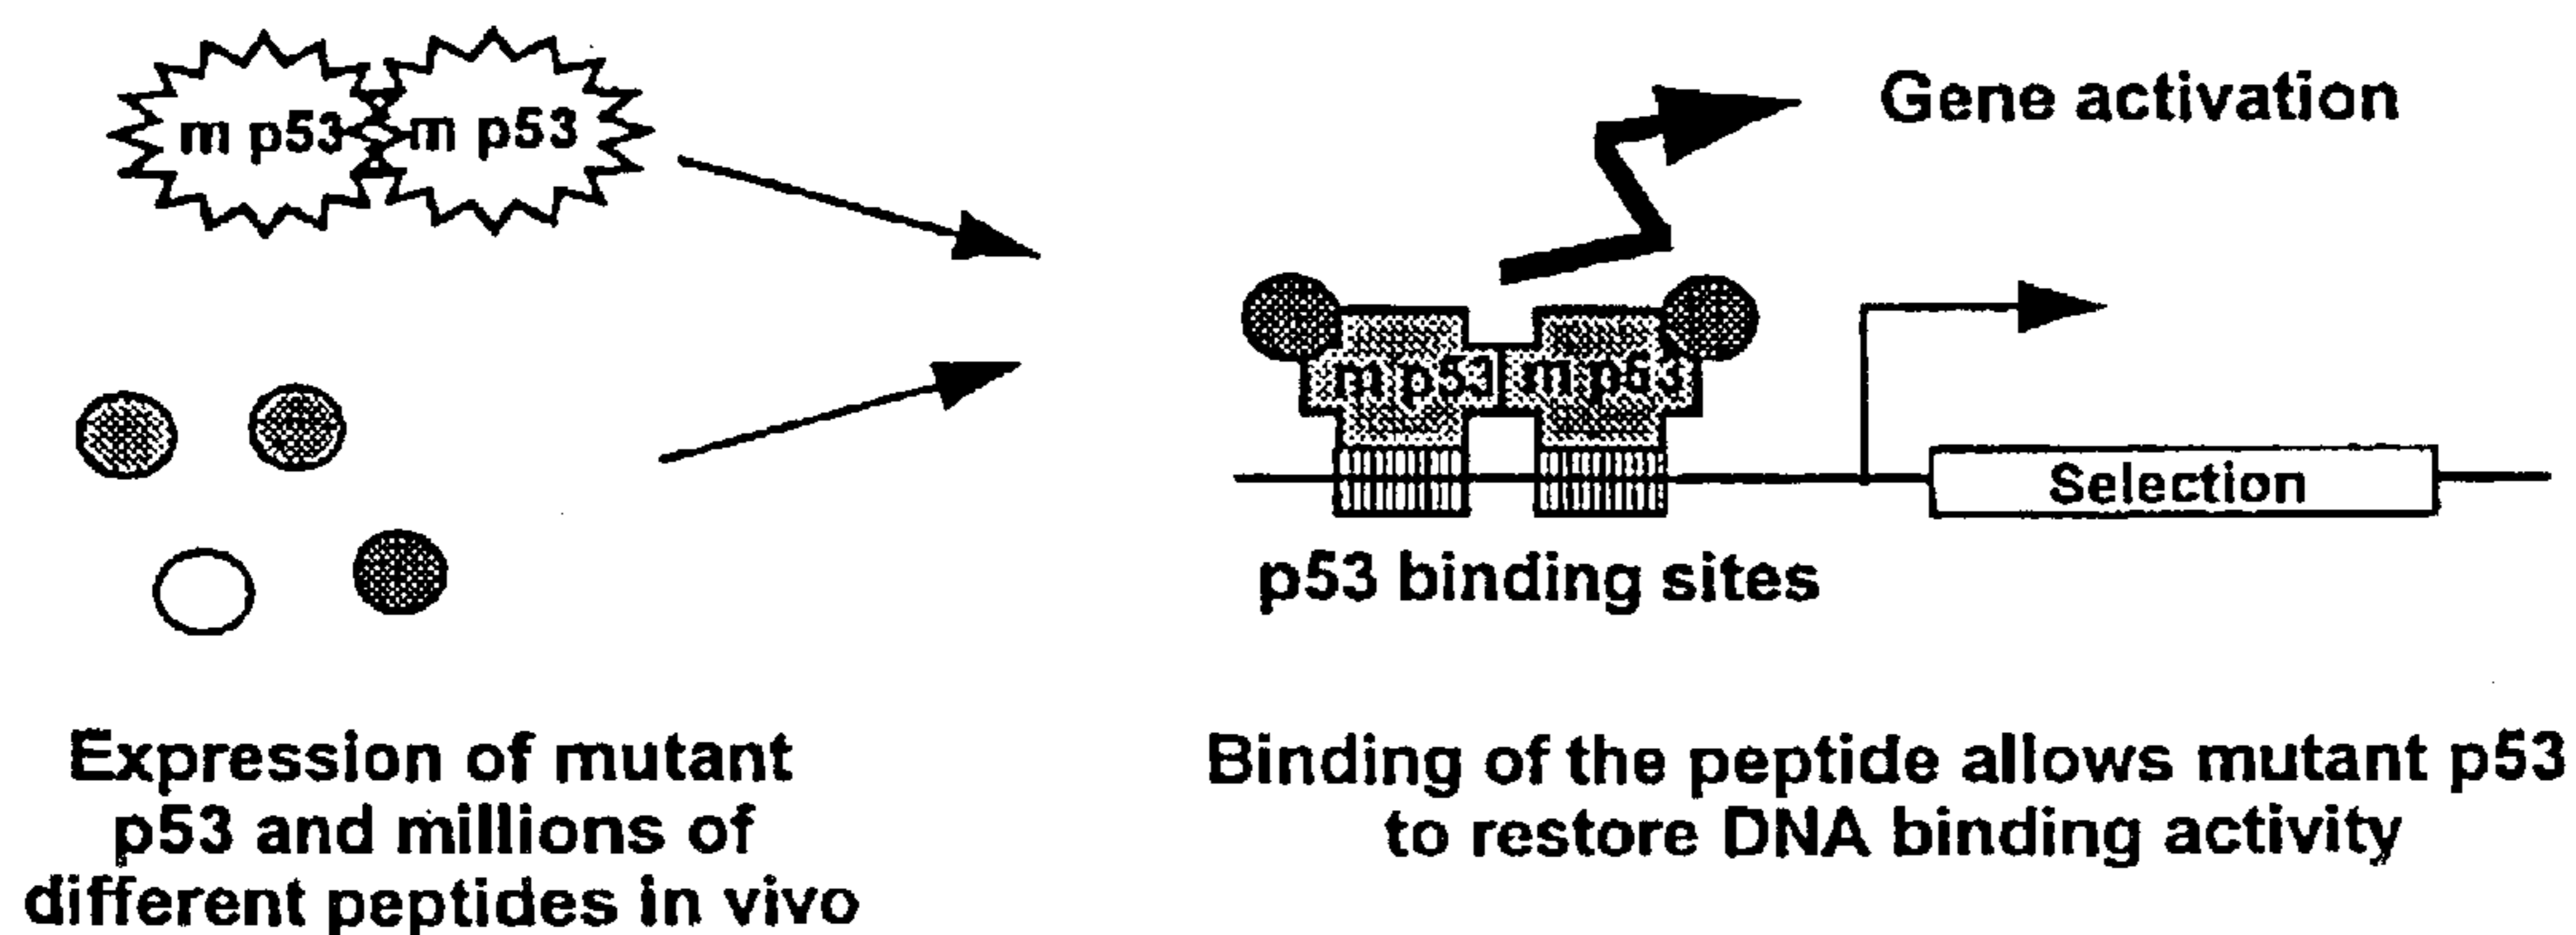 m p53 m p53
Gene activation
m p53 m p53
Selection
p53 binding sites
Expression of mutant
p53 and millions of
different peptides in vivo
Binding of the peptide allows mutant p53
to restore DNA binding activity